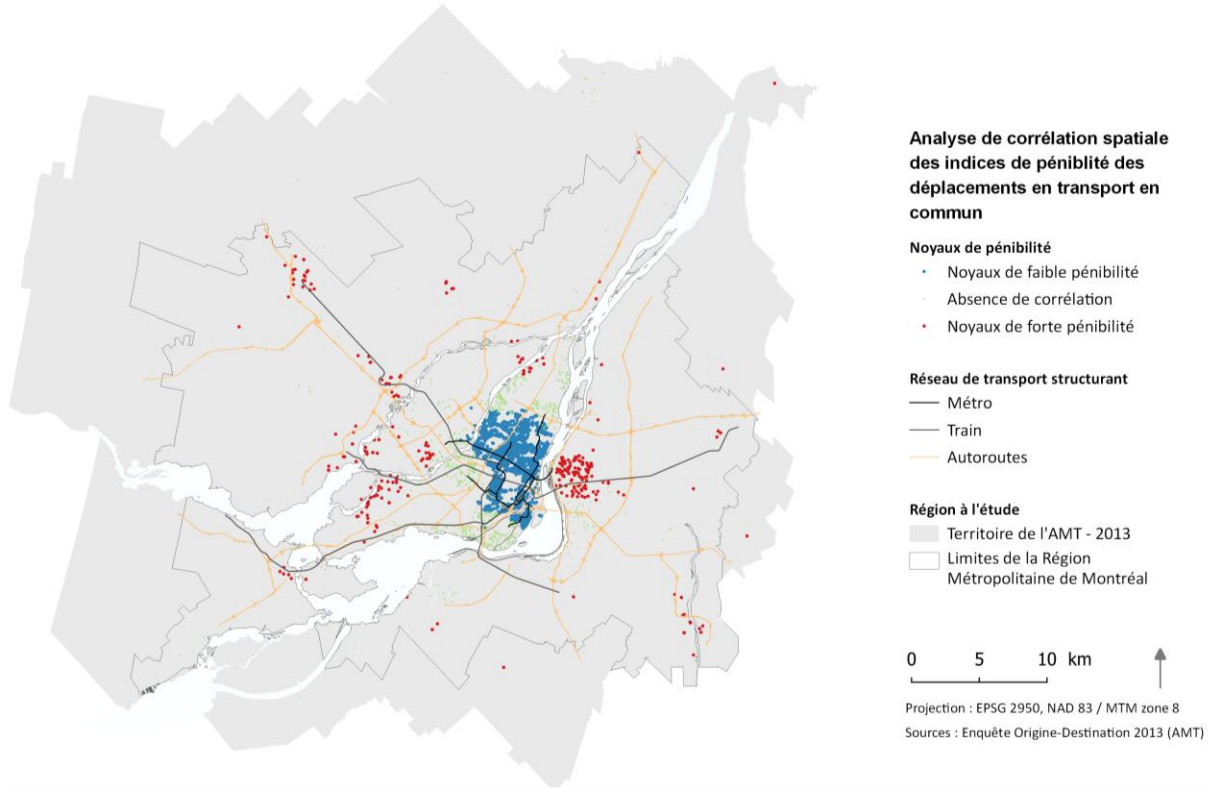 Analyse de corrélation spatiale
des indices de péniblité des
déplacements en transport en
commun
Noyaux de pénibilité
Noyaux de faible pénibilité
Absence de corrélation
Noyaux de forte pénibilité
Réseau de transport structurant
Métro
Train
Autoroutes
Région à l'étude
Territoire de l'AMT - 2013
Limites de la Région
Métropolitaine de Montréal
0 5 10 km
Projection : EPSG 2950, NAD 83 / MTM zone 8
Sources : Enquête Origine-Destination 2013 (AMT)